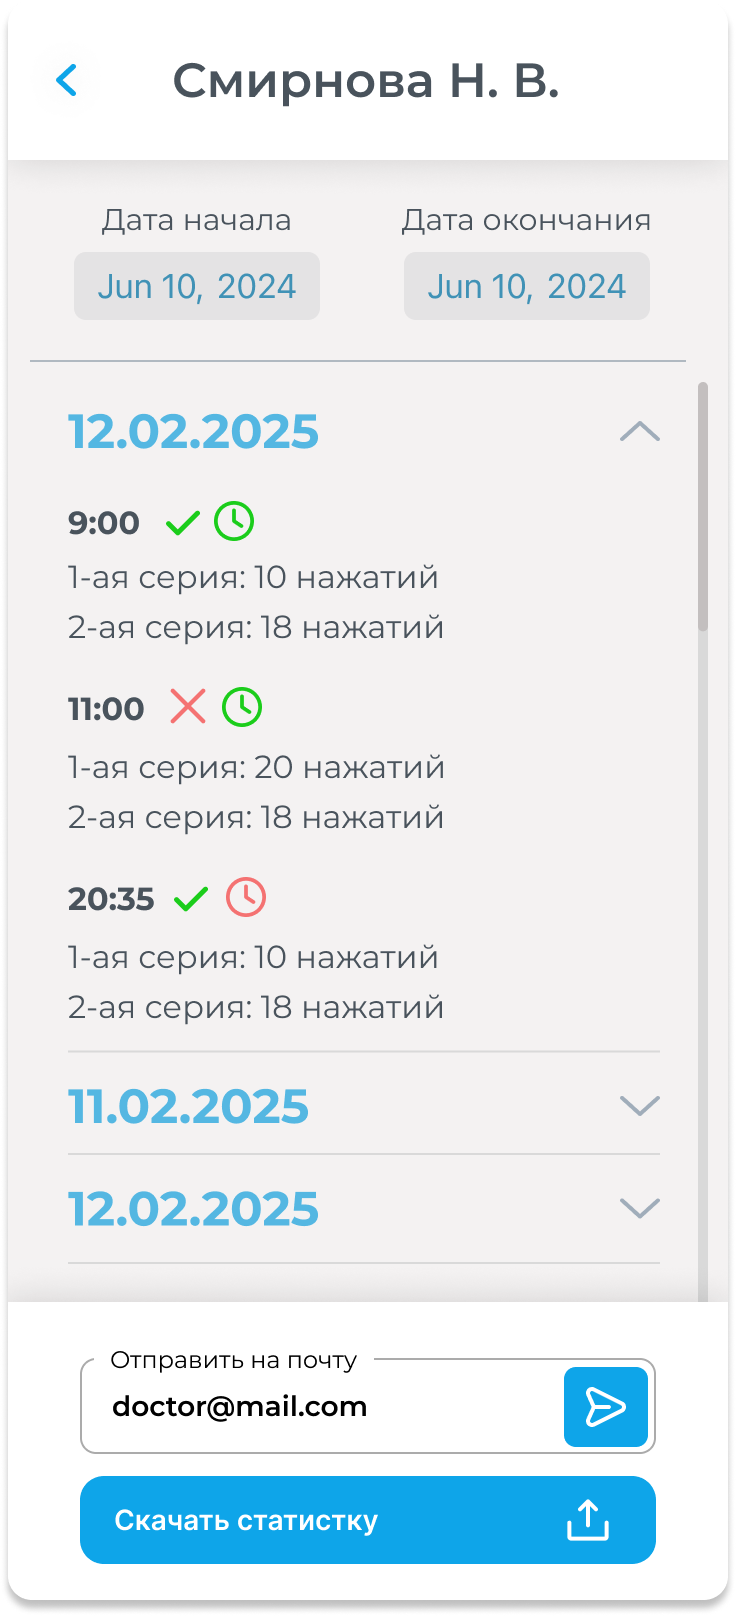 Смирнова Н. В.
Дата начала
Дата окончания
Jun 10, 2024
Jun 10, 2024
12.02.2025
9:00
1-ая серия: 10 нажатий
2-ая серия: 18 нажатий
11:00
1-ая серия: 20 нажатий
2-ая серия: 18 нажатий
20:35
1-ая серия: 10 нажатий
2-ая серия: 18 нажатий
11.02.2025
12.02.2025
Отправить на почту
doctor@mail.com
Скачать статистку